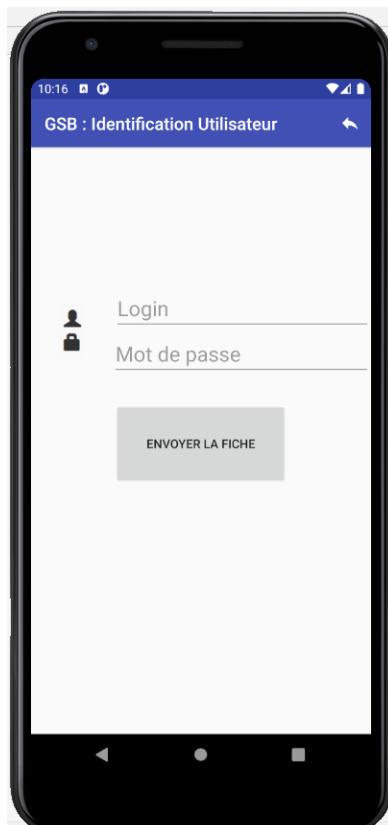 10:16
GSB : Identification Utilisateur
Login
Mot de passe
ENVOYER LA FICHE